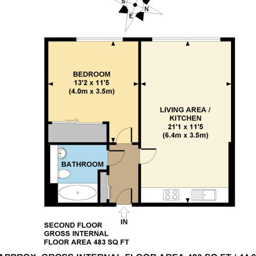 S
N
BEDROOM
13'2 x 11'5
(4.0m x 3.5m)
LIVING AREA /
KITCHEN
21'1 x 11'5
(6.4m x 3.5m)
BATHROOM
IN
SECOND FLOOR
GROSS INTERNAL
FLOOR AREA 483 SQ FT
APPROX. GROSS INTERNAL FLOOR AREA 483 SQ FT / 44.9